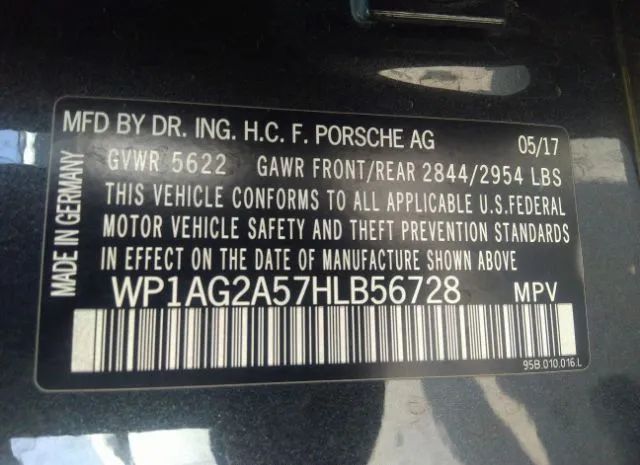 MFD BY DR. ING. H.C. F. PORSCHE AG 05/17
GVWR 5622 GAWR FRONT/REAR 2844/2954 LBS
THIS VEHICLE CONFORMS TO ALL APPLICABLE U.S.FEDERAL
MOTOR VEHICLE SAFETY AND THEFT PREVENTION STANDARDS
IN EFFECT ON THE DATE OF MANUFACTURE SHOWN ABOVE
WP1AG2A57HLB56728 MPV
95B.010.016.L
MADE IN GERMANY